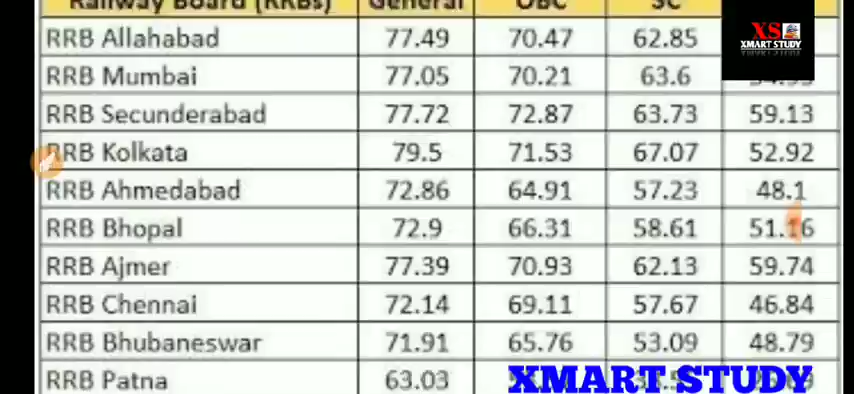 Railway Board (RRBs) General OBC SC
RRB Allahabad 77.49 70.47 62.85
RRB Mumbai 77.05 70.21 63.6
RRB Secunderabad 77.72 72.87 63.73 59.13
RRB Kolkata 79.5 71.53 67.07 52.92
RRB Ahmedabad 72.86 64.91 57.23 48.1
RRB Bhopal 72.9 66.31 58.61 51.16
RRB Ajmer 77.39 70.93 62.13 59.74
RRB Chennai 72.14 69.11 57.67 46.84
RRB Bhubaneswar 71.91 65.76 53.09 48.79
RRB Patna 63.03
XS
XMART STUDY
XMART STUDY